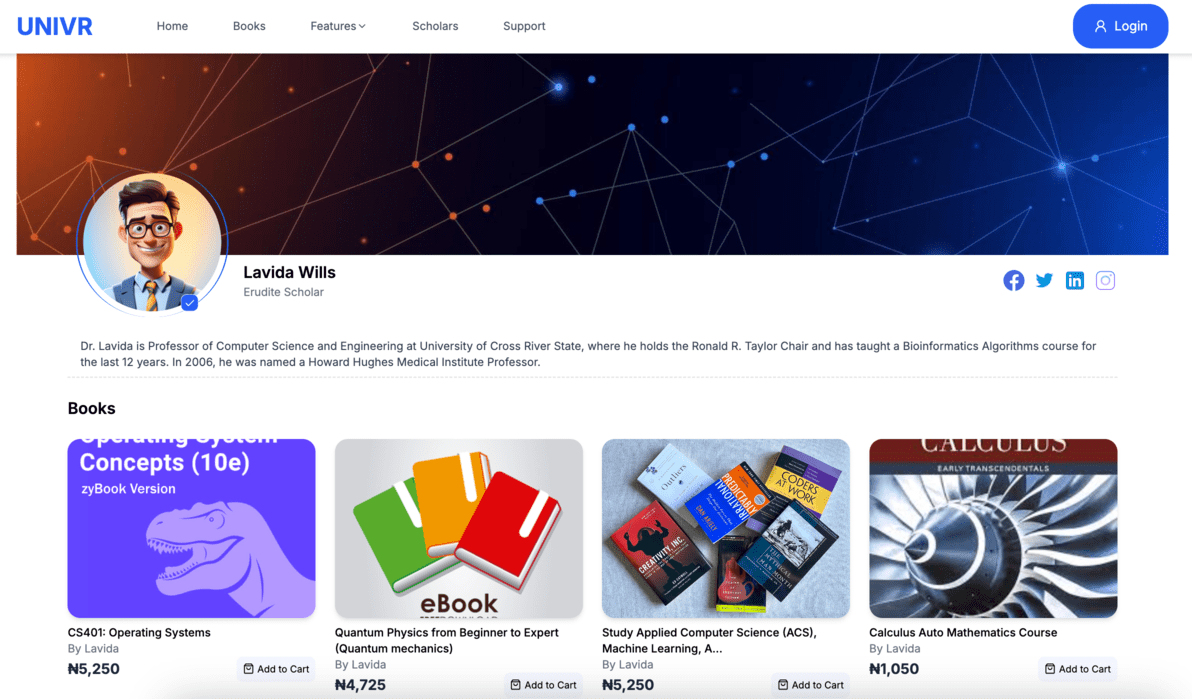 UNIVR
Home Books Features Scholars Support
Login
Lavida Wills
Erudite Scholar
Dr. Lavida is Professor of Computer Science and Engineering at University of Cross River State, where he holds the Ronald R. Taylor Chair and has taught a Bioinformatics Algorithms course for
the last 12 years. In 2006, he was named a Howard Hughes Medical Institute Professor.
Books
Operating System
Concepts (10e)
zyBook Version
CS401: Operating Systems
By Lavida
₦5,250
Add to Cart
eBook
Quantum Physics from Beginner to Expert
(Quantum mechanics)
By Lavida
₦4,725
Add to Cart
Outliers
PREDICTABLY
IRRATIONAL
DAN ARIELY
CODERS
AT WORK
CREATIVITY, INC.
Study Applied Computer Science (ACS),
Machine Learning, A...
By Lavida
₦5,250
Add to Cart
CALCULUS
EARLY TRANSCENDENTALS
Calculus Auto Mathematics Course
By Lavida
₦1,050
Add to Cart